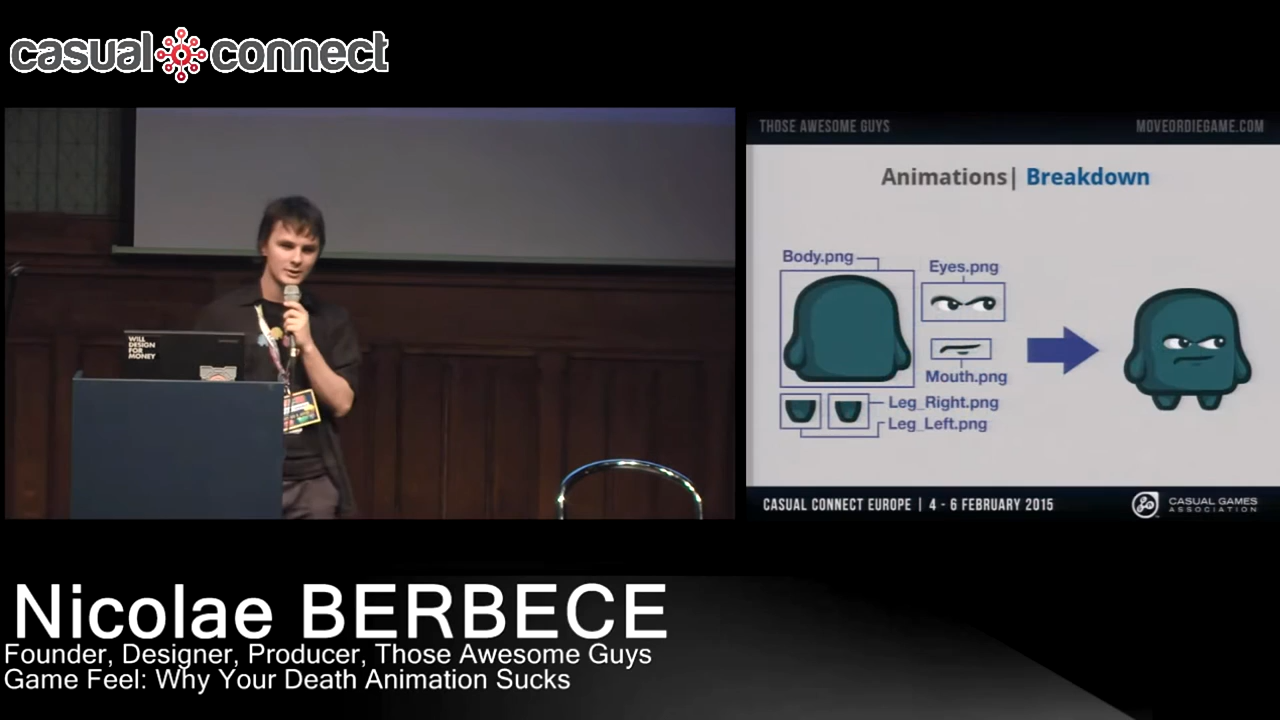 casual connect
WILL
DESIGN
FOR
MONEY
THOSE AWESOME GUYS
MOVEORDIEGAME.COM
Animations| Breakdown
Body.png
Eyes.png
Mouth.png
Leg_Right.png
Leg_Left.png
CASUAL CONNECT EUROPE | 4 - 6 FEBRUARY 2015
CASUAL GAMES
ASSOCIATION
Nicolae BERBECE
Founder, Designer, Producer, Those Awesome Guys
Game Feel: Why Your Death Animation Sucks